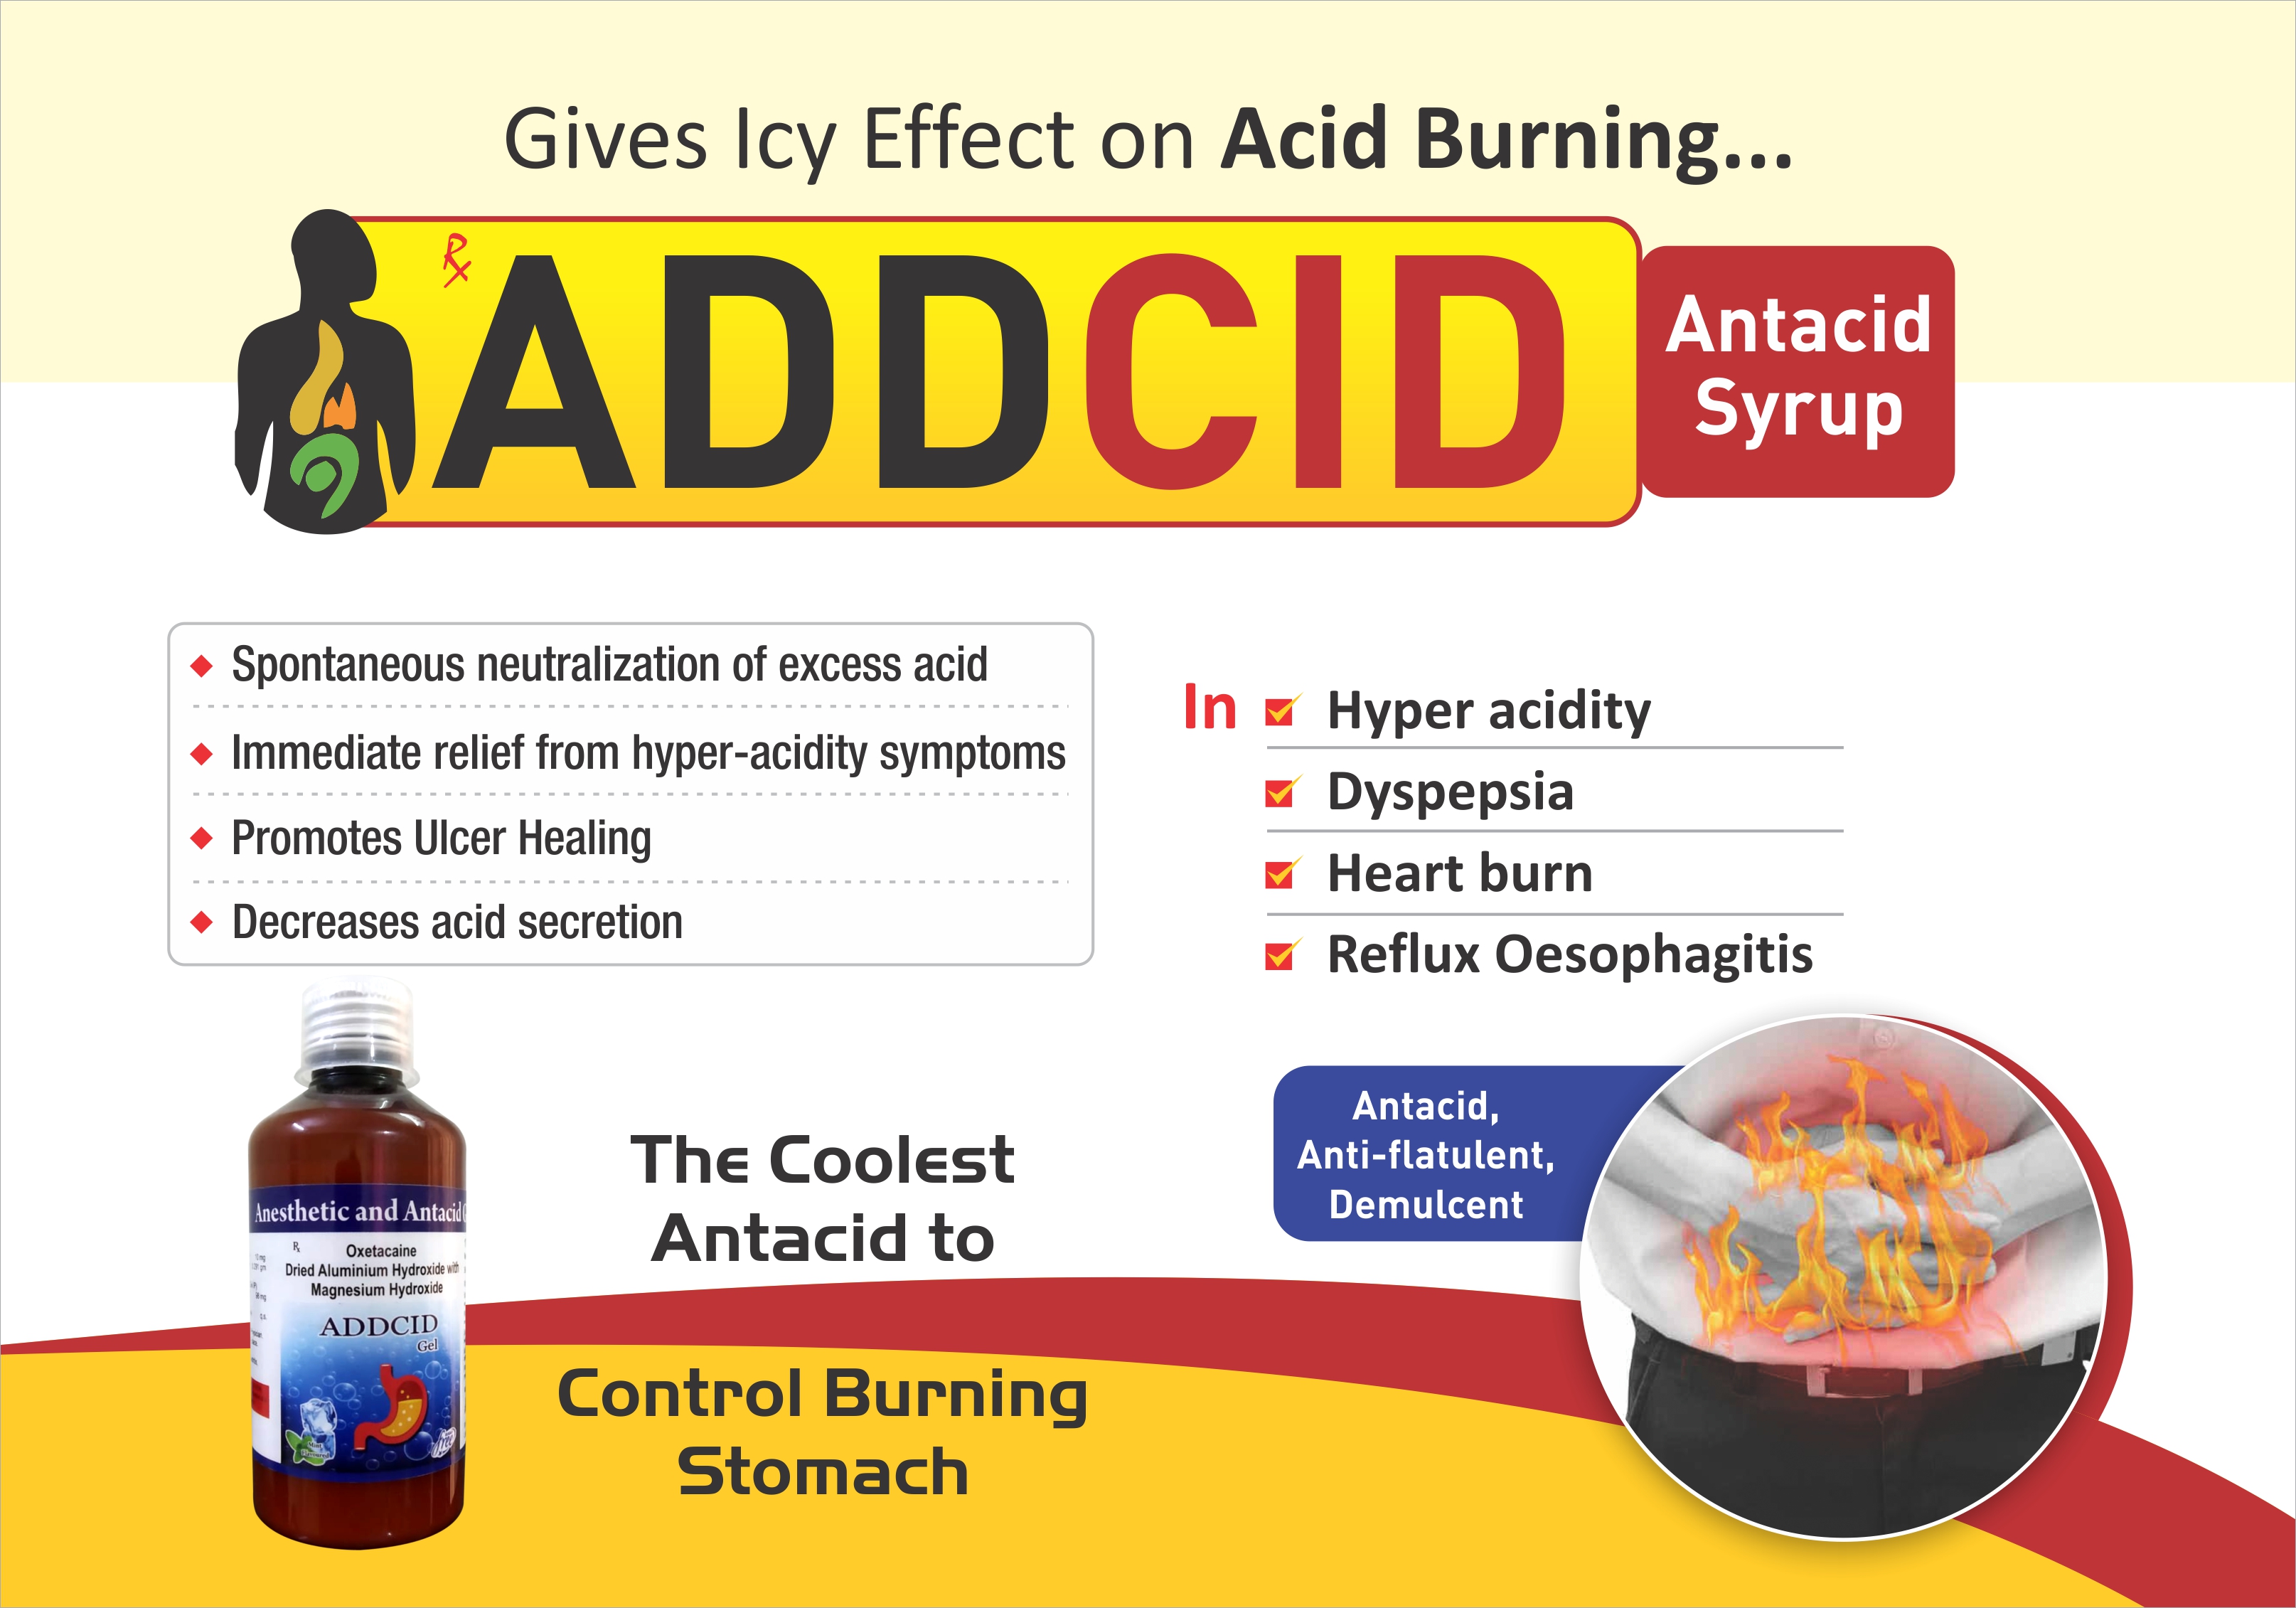 Gives Icy Effect on Acid Burning...
Rx
ADDCID
Antacid
Syrup
Spontaneous neutralization of excess acid
Immediate relief from hyper-acidity symptoms
Promotes Ulcer Healing
Decreases acid secretion
In
Hyper acidity
Dyspepsia
Heart burn
Reflux Oesophagitis
Antacid,
Anti-flatulent,
Demulcent
The Coolest
Antacid to
Control Burning
Stomach
Anesthetic and Antacid
Rx
Oxetacaine
Dried Aluminium Hydroxide with
Magnesium Hydroxide
ADDCID
Gel